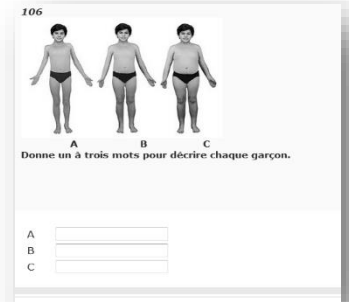 106
A B C
Donne un à trois mots pour décrire chaque garçon.
A
B
C